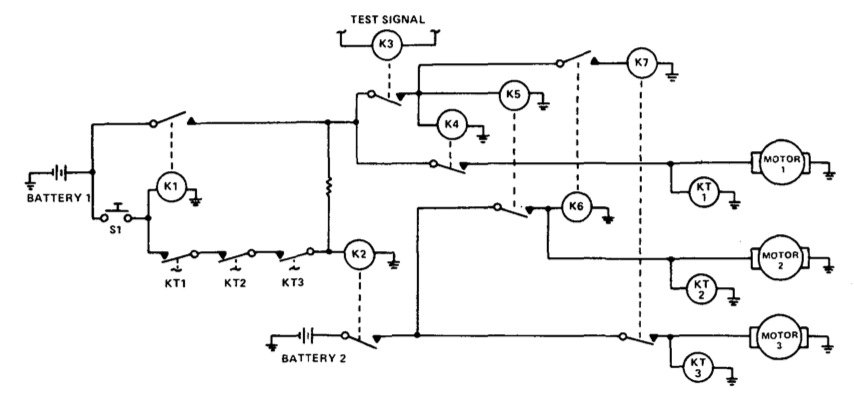 TEST SIGNAL
K3
K7
K5
K4
MOTOR
1
BATTERY 1
K1
KT
1
S1
K6
KT1
KT2
KT3
K2
MOTOR
2
KT
2
BATTERY 2
MOTOR
3
KT
3